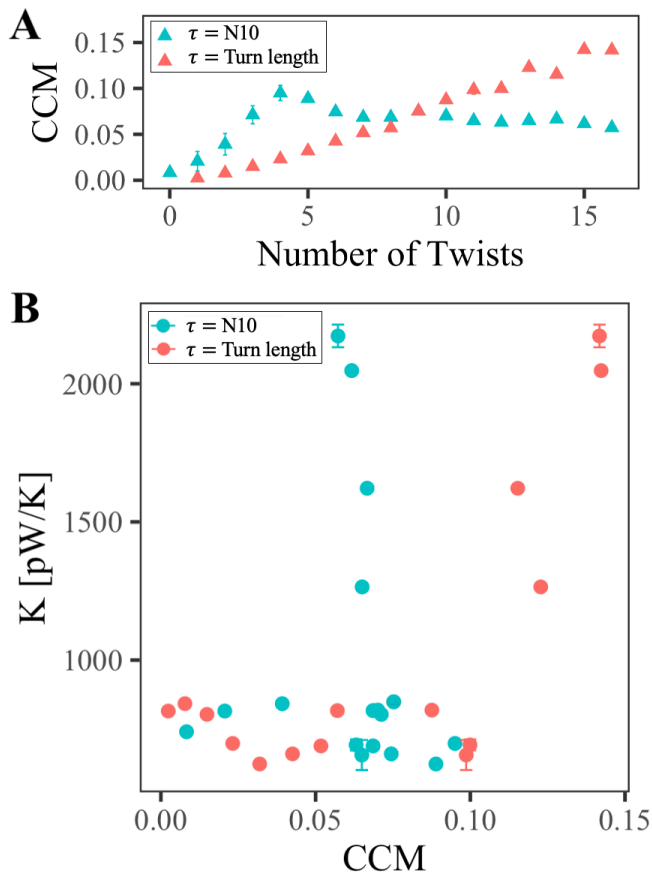 A
τ = N10
τ = Turn length
CCM
0.15
0.10
0.05
0.00
0 5 10 15
Number of Twists
B
τ = N10
τ = Turn length
K [pW/K]
2000
1500
1000
0.00 0.05 0.10 0.15
CCM